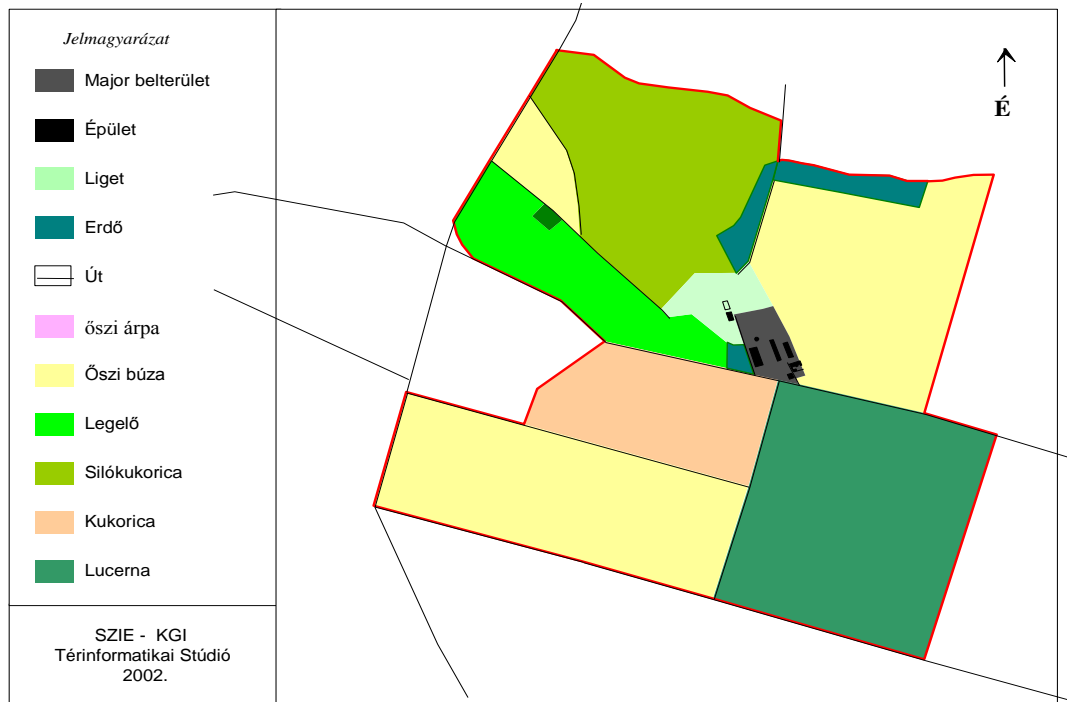 Jelmagyarázat
Major belterület
Épület
Liget
Erdő
Út
őszi árpa
Őszi búza
Legelő
Silókukorica
Kukorica
Lucerna
SZIE - KGI
Térinformatikai Stúdió
2002.
É